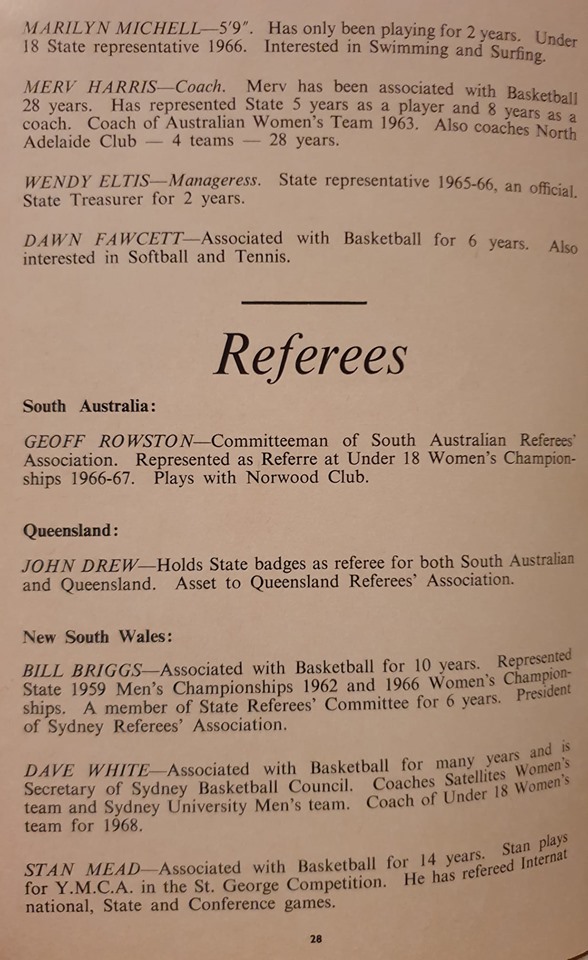 MARILYN MICHELL—5'9". Has only been playing for 2 years. Under
18 State representative 1966. Interested in Swimming and Surfing.
MERV HARRIS—Coach. Merv has been associated with Basketball
28 years. Has represented State 5 years as a player and 8 years as a
coach. Coach of Australian Women's Team 1963. Also coaches North
Adelaide Club — 4 teams — 28 years.
WENDY ELTIS—Manageress. State representative 1965-66, an official.
State Treasurer for 2 years.
DAWN FAWCETT—Associated with Basketball for 6 years. Also
interested in Softball and Tennis.
Referees
South Australia:
GEOFF ROWSTON—Committeeman of South Australian Referees'
Association. Represented as Referre at Under 18 Women's Champion-
ships 1966-67. Plays with Norwood Club.
Queensland:
JOHN DREW—Holds State badges as referee for both South Australian
and Queensland. Asset to Queensland Referees' Association.
New South Wales:
BILL BRIGGS—Associated with Basketball for 10 years. Represented
State 1959 Men's Championships 1962 and 1966 Women's Champion-
ships. A member of State Referees' Committee for 6 years. President
of Sydney Referees' Association.
DAVE WHITE—Associated with Basketball for many years and is
Secretary of Sydney Basketball Council. Coaches Satellites Women's
team and Sydney University Men's team. Coach of Under 18 Women's
team for 1968.
STAN MEAD—Associated with Basketball for 14 years. Stan plays
for Y.M.C.A. in the St. George Competition. He has refereed Internat
national, State and Conference games.
28